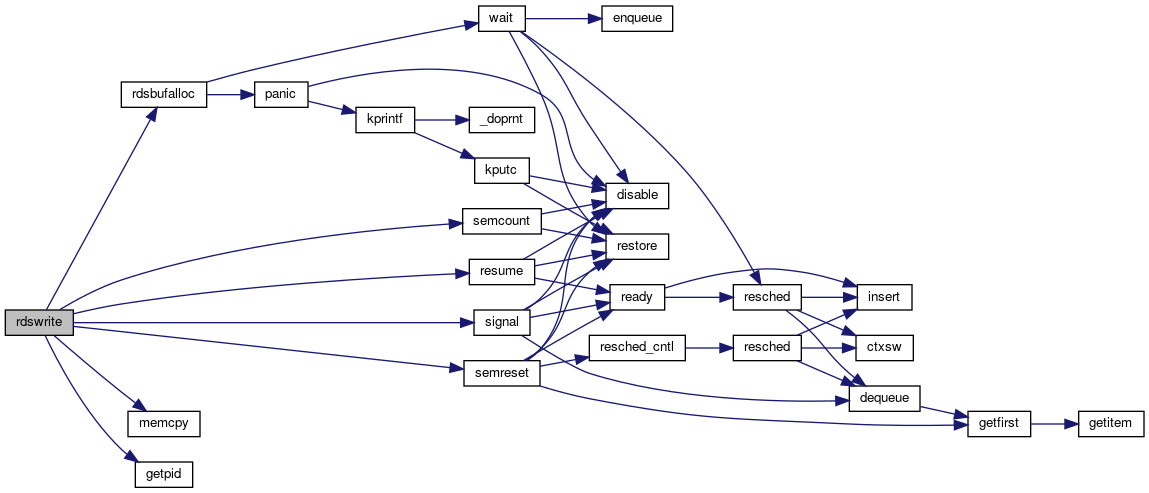 wait
enqueue
rdsbufalloc
panic
kprintf
_doprnt
kputc
disable
semcount
restore
resume
ready
resched
insert
rdswrite
signal
resched_cntl
resched
ctxsw
semreset
dequeue
memcpy
getfirst
getitem
getpid